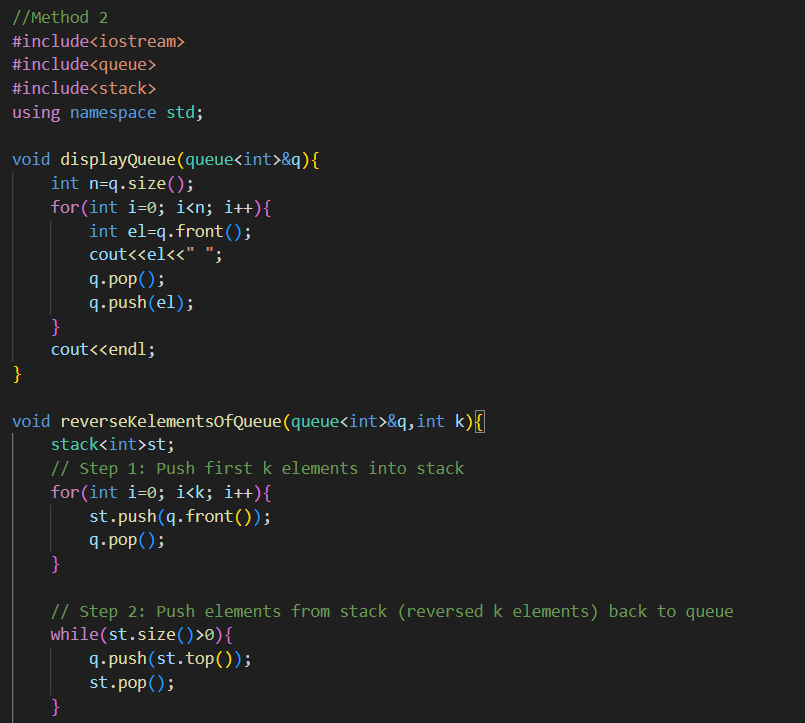 //Method 2
#include<iostream>
#include<queue>
#include<stack>
using namespace std;

void displayQueue(queue<int>&q){
    int n=q.size();
    for(int i=0; i<n; i++){
        int el=q.front();
        cout<<el<<" ";
        q.pop();
        q.push(el);
    }
    cout<<endl;
}

void reverseKelementsOfQueue(queue<int>&q,int k){
    stack<int>st;
    // Step 1: Push first k elements into stack
    for(int i=0; i<k; i++){
        st.push(q.front());
        q.pop();
    }

    // Step 2: Push elements from stack (reversed k elements) back to queue
    while(st.size()>0){
        q.push(st.top());
        st.pop();
    }